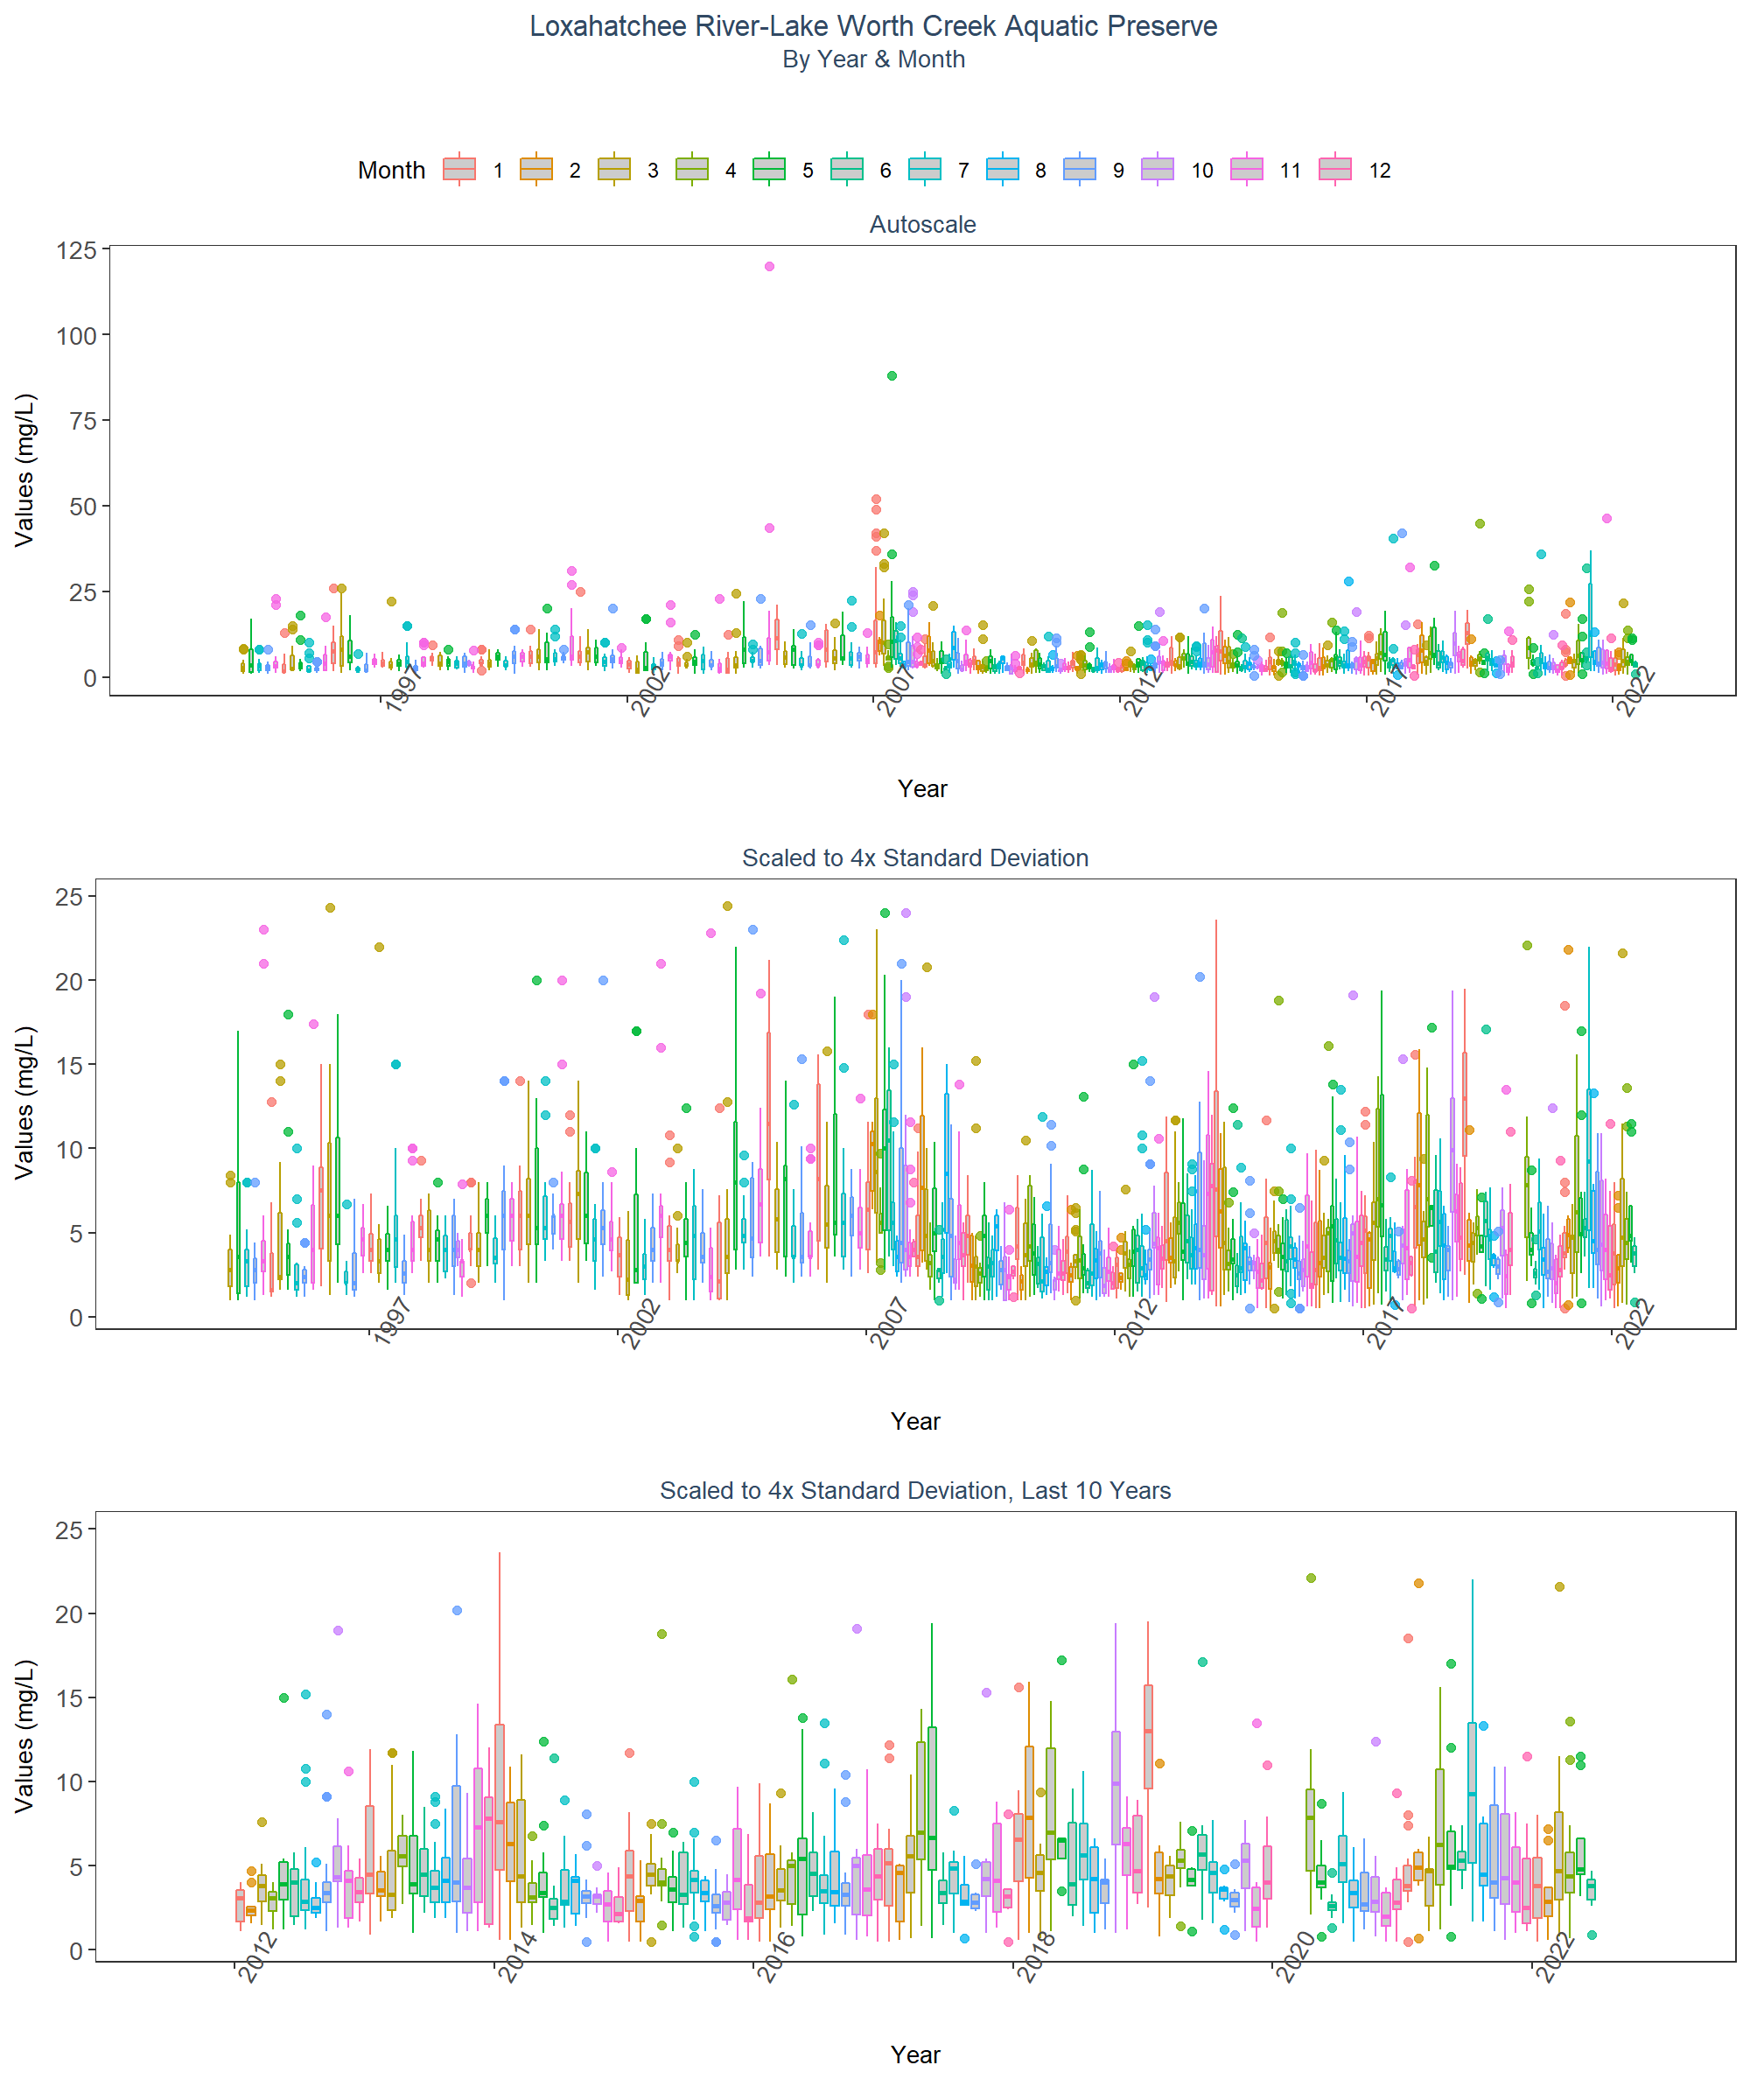 Loxahatchee River-Lake Worth Creek Aquatic Preserve
By Year & Month
Month 1 2 3 4 5 6 7 8 9 10 11 12
Autoscale
Values (mg/L)
125
100
75
50
25
0
1997 2002 2007 2012 2017 2022
Year
Scaled to 4x Standard Deviation
Values (mg/L)
25
20
15
10
5
0
1997 2002 2007 2012 2017 2022
Year
Scaled to 4x Standard Deviation, Last 10 Years
Values (mg/L)
25
20
15
10
5
0
2012 2014 2016 2018 2020 2022
Year